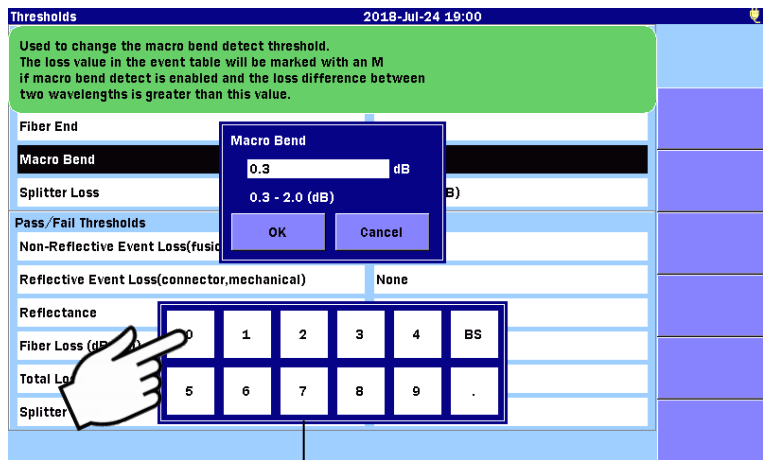 Thresholds 2018-Jul-24 19:00
Used to change the macro bend detect threshold.
The loss value in the event table will be marked with an M
if macro bend detect is enabled and the loss difference between
two wavelengths is greater than this value.
Fiber End
Macro Bend
Macro Bend
0.3 dB
Splitter Loss
0.3 - 2.0 (dB)
B)
Pass/Fail Thresholds
OK Cancel
Non-Reflective Event Loss(fusio
Reflective Event Loss(connector,mechanical) None
Reflectance
0 1 2 3 4 BS
Fiber Loss (dB
Total Lo
5 6 7 8 9 .
Splitter